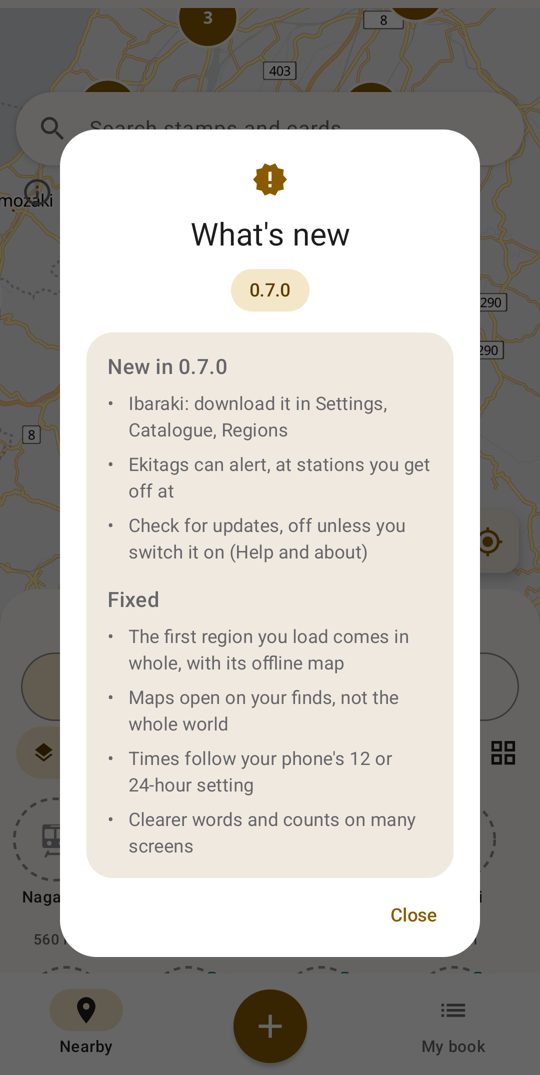 3
8
403
Search stamps and cards
mozaki
What's new
0.7.0
290
290
8
New in 0.7.0
• Ibaraki: download it in Settings,
Catalogue, Regions
• Ekitags can alert, at stations you get
off at
• Check for updates, off unless you
switch it on (Help and about)
Fixed
• The first region you load comes in
whole, with its offline map
• Maps open on your finds, not the
whole world
• Times follow your phone's 12 or
24-hour setting
• Clearer words and counts on many
screens
Naga
i
560
Close
Nearby
My book